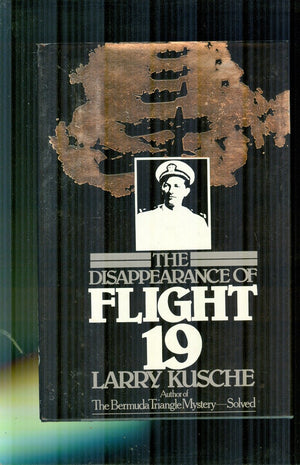 THE
DISAPPEARANCE OF
FLIGHT
19
LARRY KUSCHE
Author of
The Bermuda Triangle Mystery—Solved